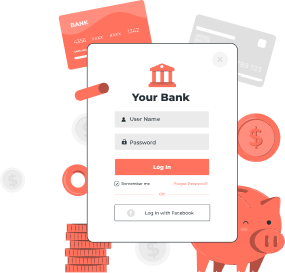 BANK
Your Bank
User Name
Password
Log In
Remember me
Forgot Password?
OR
Log In with Facebook